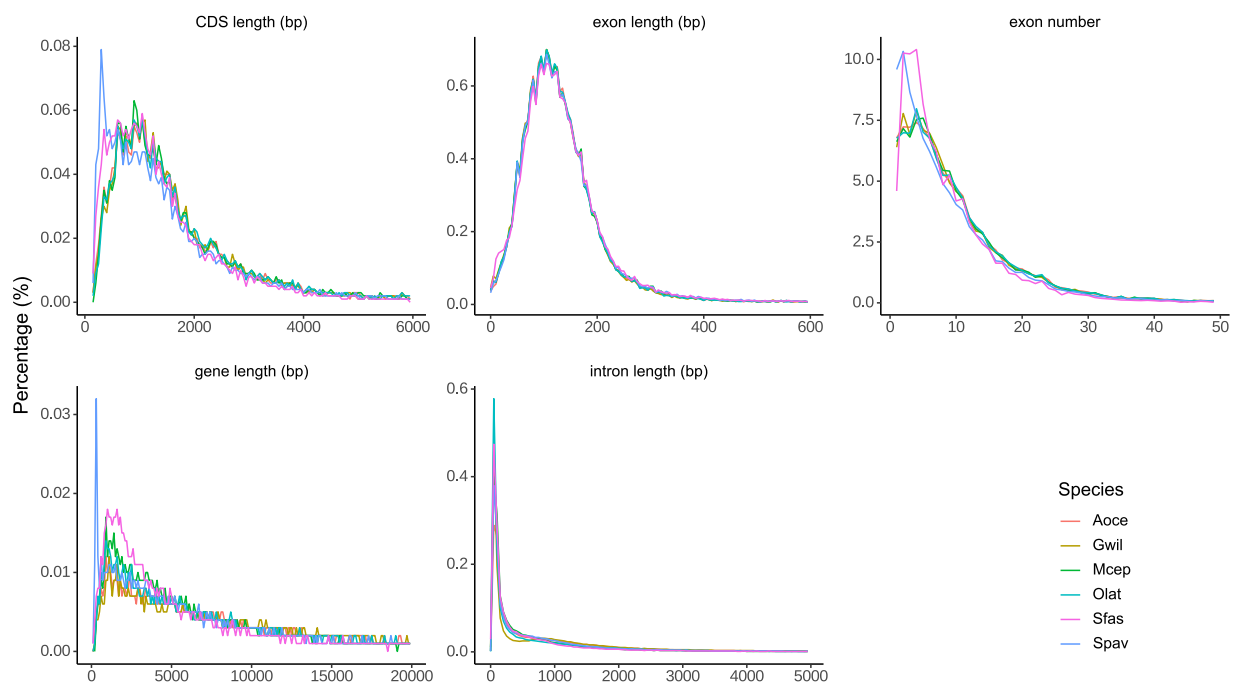 CDS length (bp)
exon length (bp)
exon number
0.08
0.06
0.04
0.02
0.00
0 2000 4000 6000
0.6
0.4
0.2
0.0
0 200 400 600
10.0
7.5
5.0
2.5
0.0
0 10 20 30 40 50
Percentage (%)
gene length (bp)
intron length (bp)
0.03
0.02
0.01
0.00
0 5000 10000 15000 20000
0.6
0.4
0.2
0.0
0 1000 2000 3000 4000 5000
Species
Aoce
Gwil
Mcep
Olat
Sfas
Spav